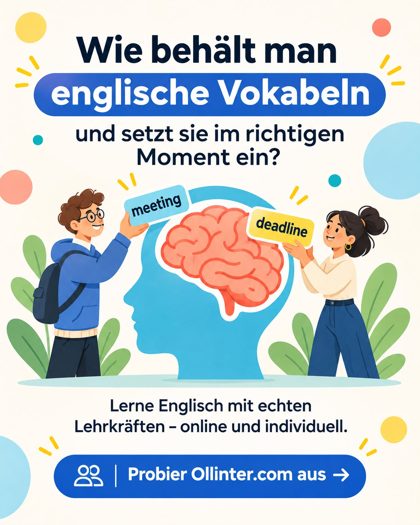 Wie behält man
englische Vokabeln
und setzt sie im richtigen
Moment ein?
meeting
deadline
Lerne Englisch mit echten
Lehrkräften – online und individuell.
Probier Ollinter.com aus →